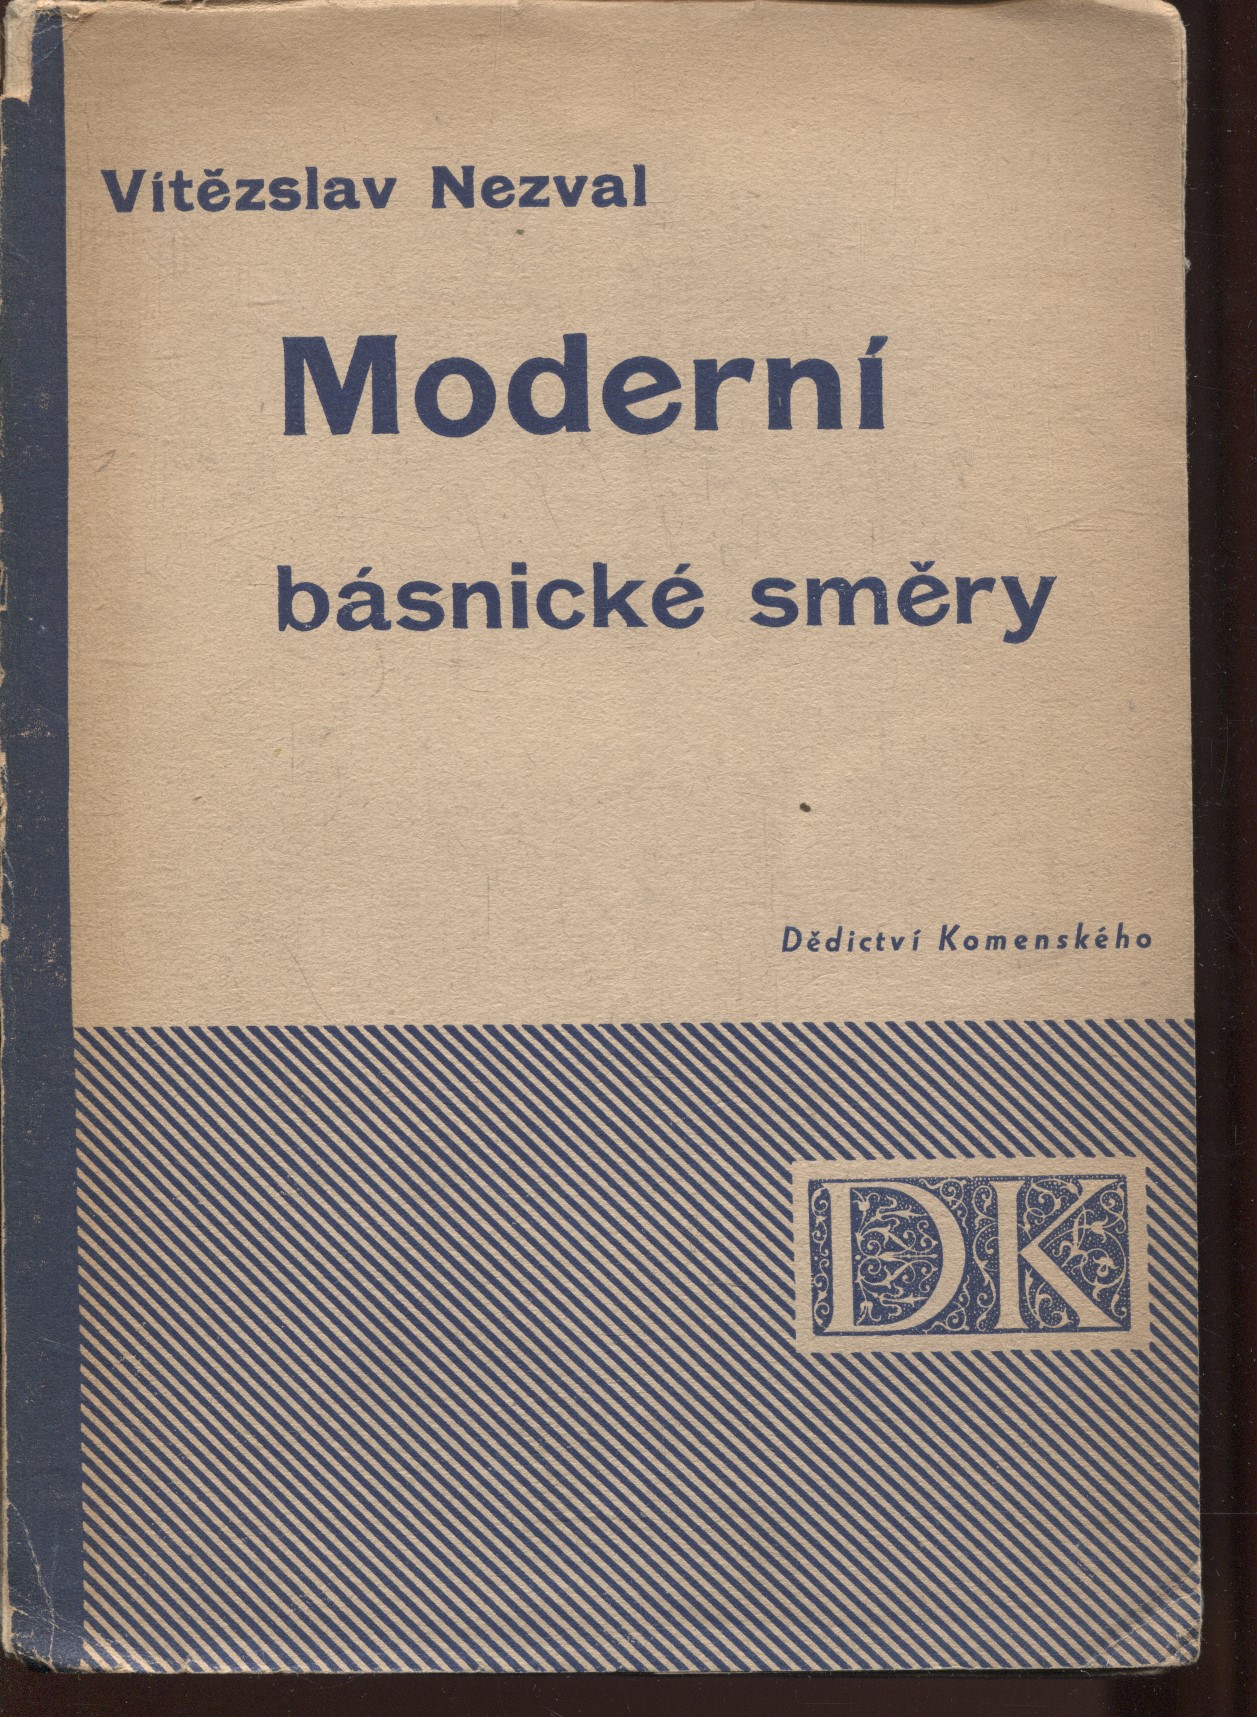 Vítězslav Nezval
Moderní
básnické směry
Dědictví Komenského
DK